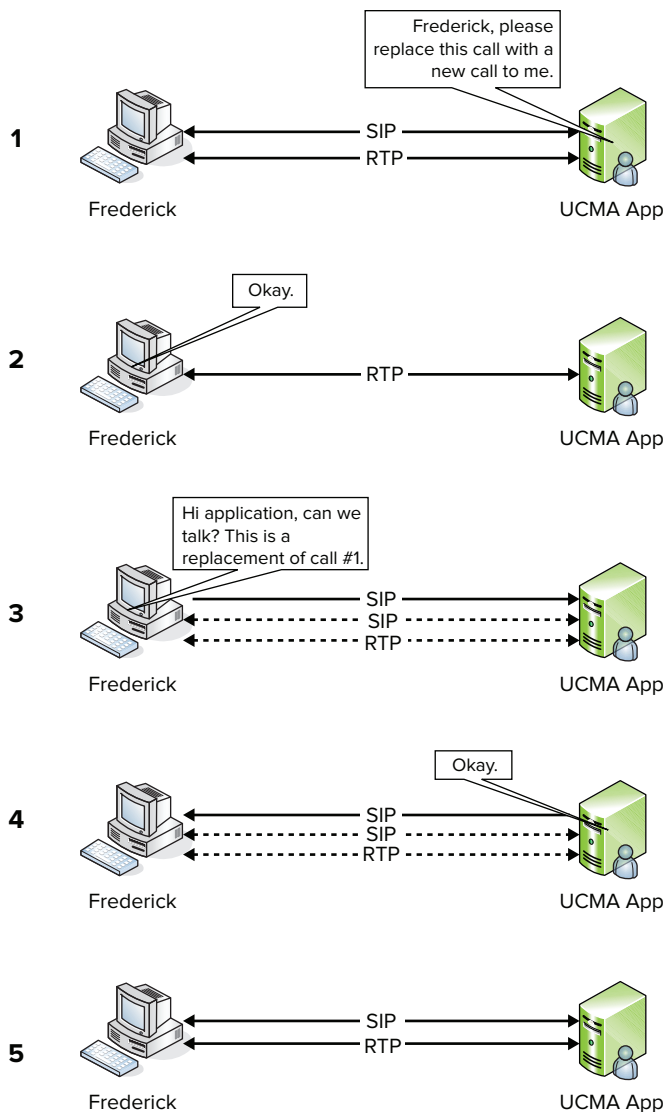 Frederick, please
replace this call with a
new call to me.
1
SIP
RTP
Frederick
UCMA App
Okay.
2
RTP
Frederick
UCMA App
Hi application, can we
talk? This is a
replacement of call #1.
3
SIP
SIP
RTP
Frederick
UCMA App
Okay.
4
SIP
SIP
RTP
Frederick
UCMA App
5
SIP
RTP
Frederick
UCMA App